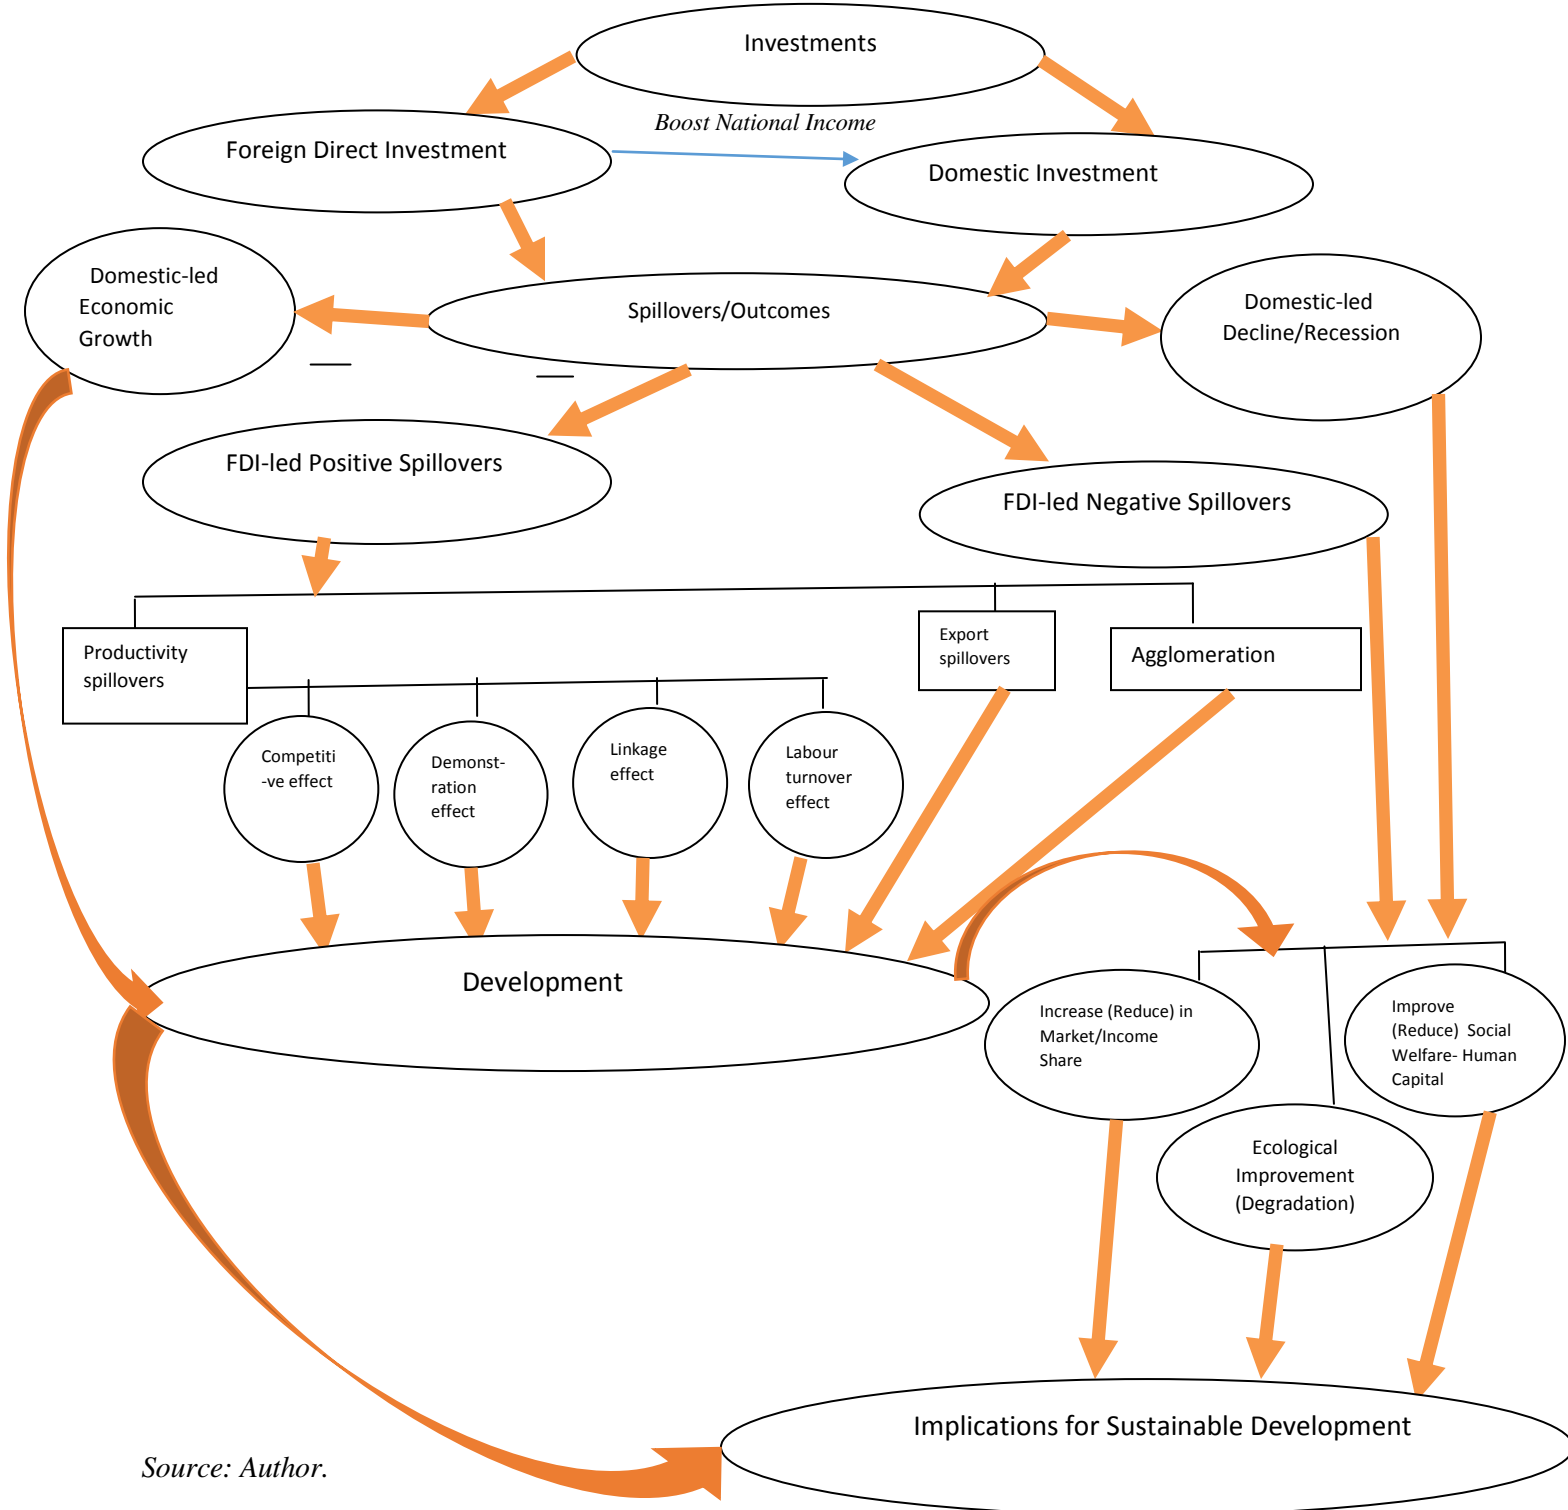 Investments
Boost National Income
Foreign Direct Investment
Domestic Investment
Domestic-led
Economic
Growth
Spillovers/Outcomes
Domestic-led
Decline/Recession
FDI-led Positive Spillovers
FDI-led Negative Spillovers
Productivity
spillovers
Export
spillovers
Agglomeration
Competiti
-ve effect
Demonst-
ration
effect
Linkage
effect
Labour
turnover
effect
Development
Increase (Reduce) in
Market/Income
Share
Improve
(Reduce) Social
Welfare- Human
Capital
Ecological
Improvement
(Degradation)
Implications for Sustainable Development
Source: Author.